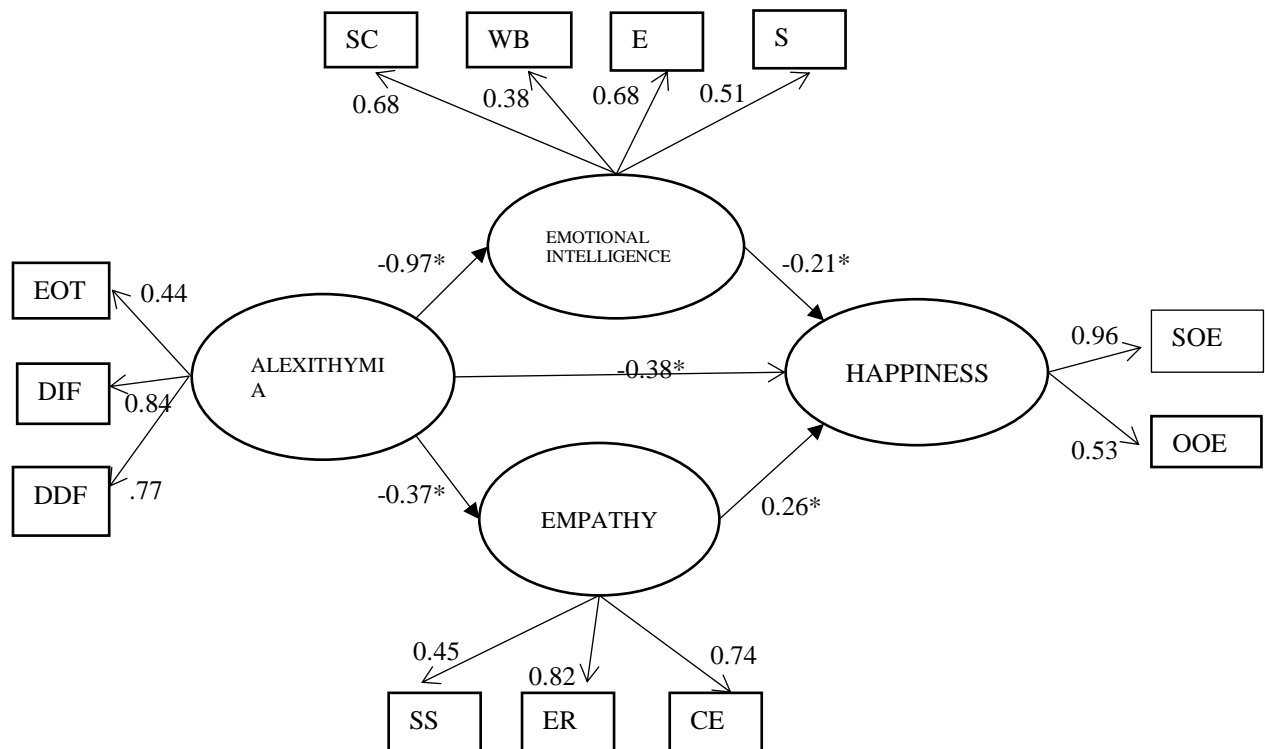 SC
WB
E
S
0.68
0.38
0.68
0.51
EMOTIONAL
INTELLIGENCE
-0.97*
-0.21*
EOT
0.44
ALEXITHYMI
A
DIF
0.84
-0.38*
HAPPINESS
0.96
SOE
0.53
OOE
DDF
.77
-0.37*
EMPATHY
0.26*
0.45
0.82
0.74
SS
ER
CE